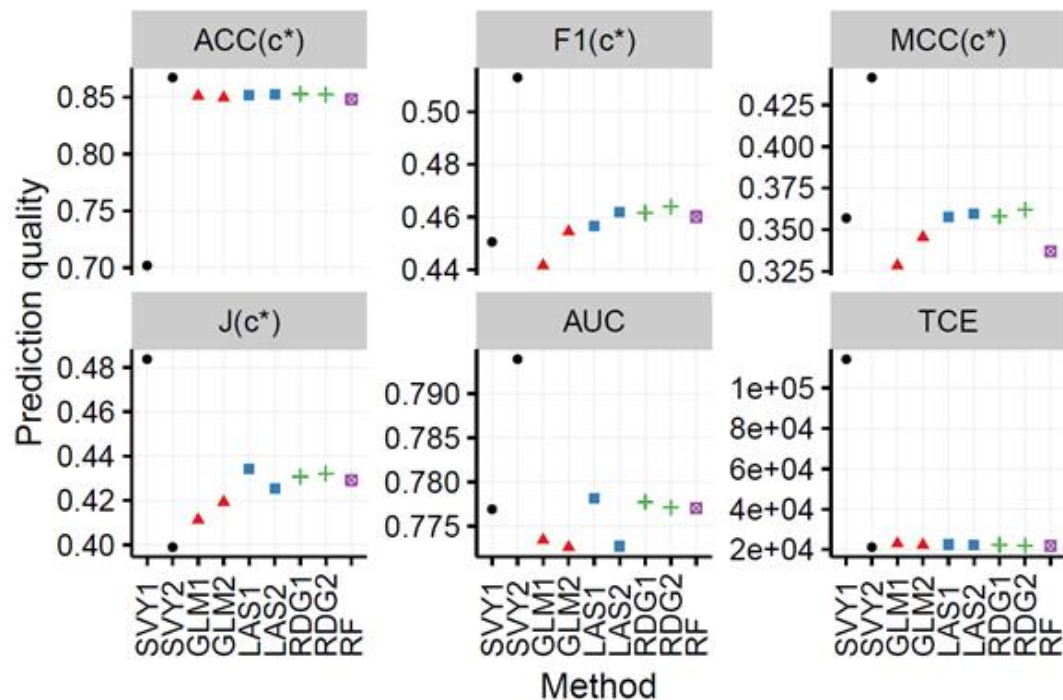 ACC(c*) F1(c*) MCC(c*)
0.85 0.80 0.75 0.70
0.50 0.48 0.46 0.44
0.425 0.400 0.375 0.350 0.325
Prediction quality
J(c*) AUC TCE
0.48 0.46 0.44 0.42 0.40
0.790 0.785 0.780 0.775
1e+05 8e+04 6e+04 4e+04 2e+04
SVY1 SVY2 GLM1 GLM2 LAS1 LAS2 RDG1 RDG2 RF
SVY1 SVY2 GLM1 GLM2 LAS1 LAS2 RDG1 RDG2 RF
SVY1 SVY2 GLM1 GLM2 LAS1 LAS2 RDG1 RDG2 RF
Method